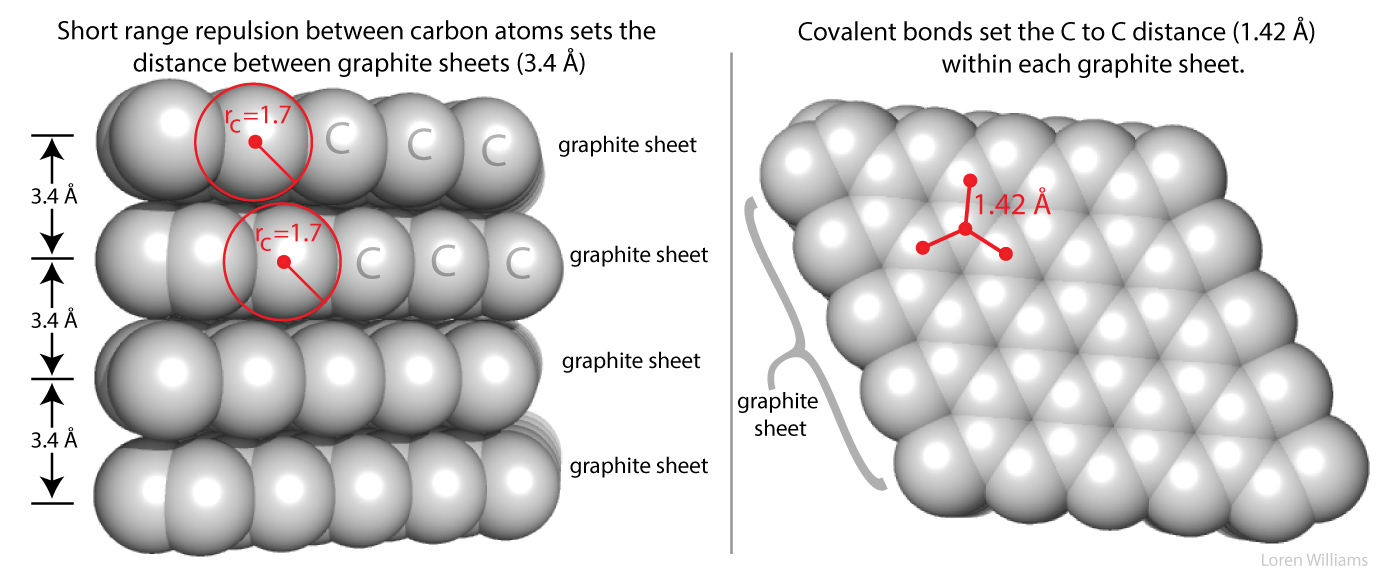 Short range repulsion between carbon atoms sets the
distance between graphite sheets (3.4 Å)
r_C=1.7
C
C
C
graphite sheet
3.4 Å
r_C=1.7
C
C
C
graphite sheet
3.4 Å
graphite sheet
3.4 Å
graphite sheet
Covalent bonds set the C to C distance (1.42 Å)
within each graphite sheet.
1.42 Å
graphite
sheet
Loren Williams